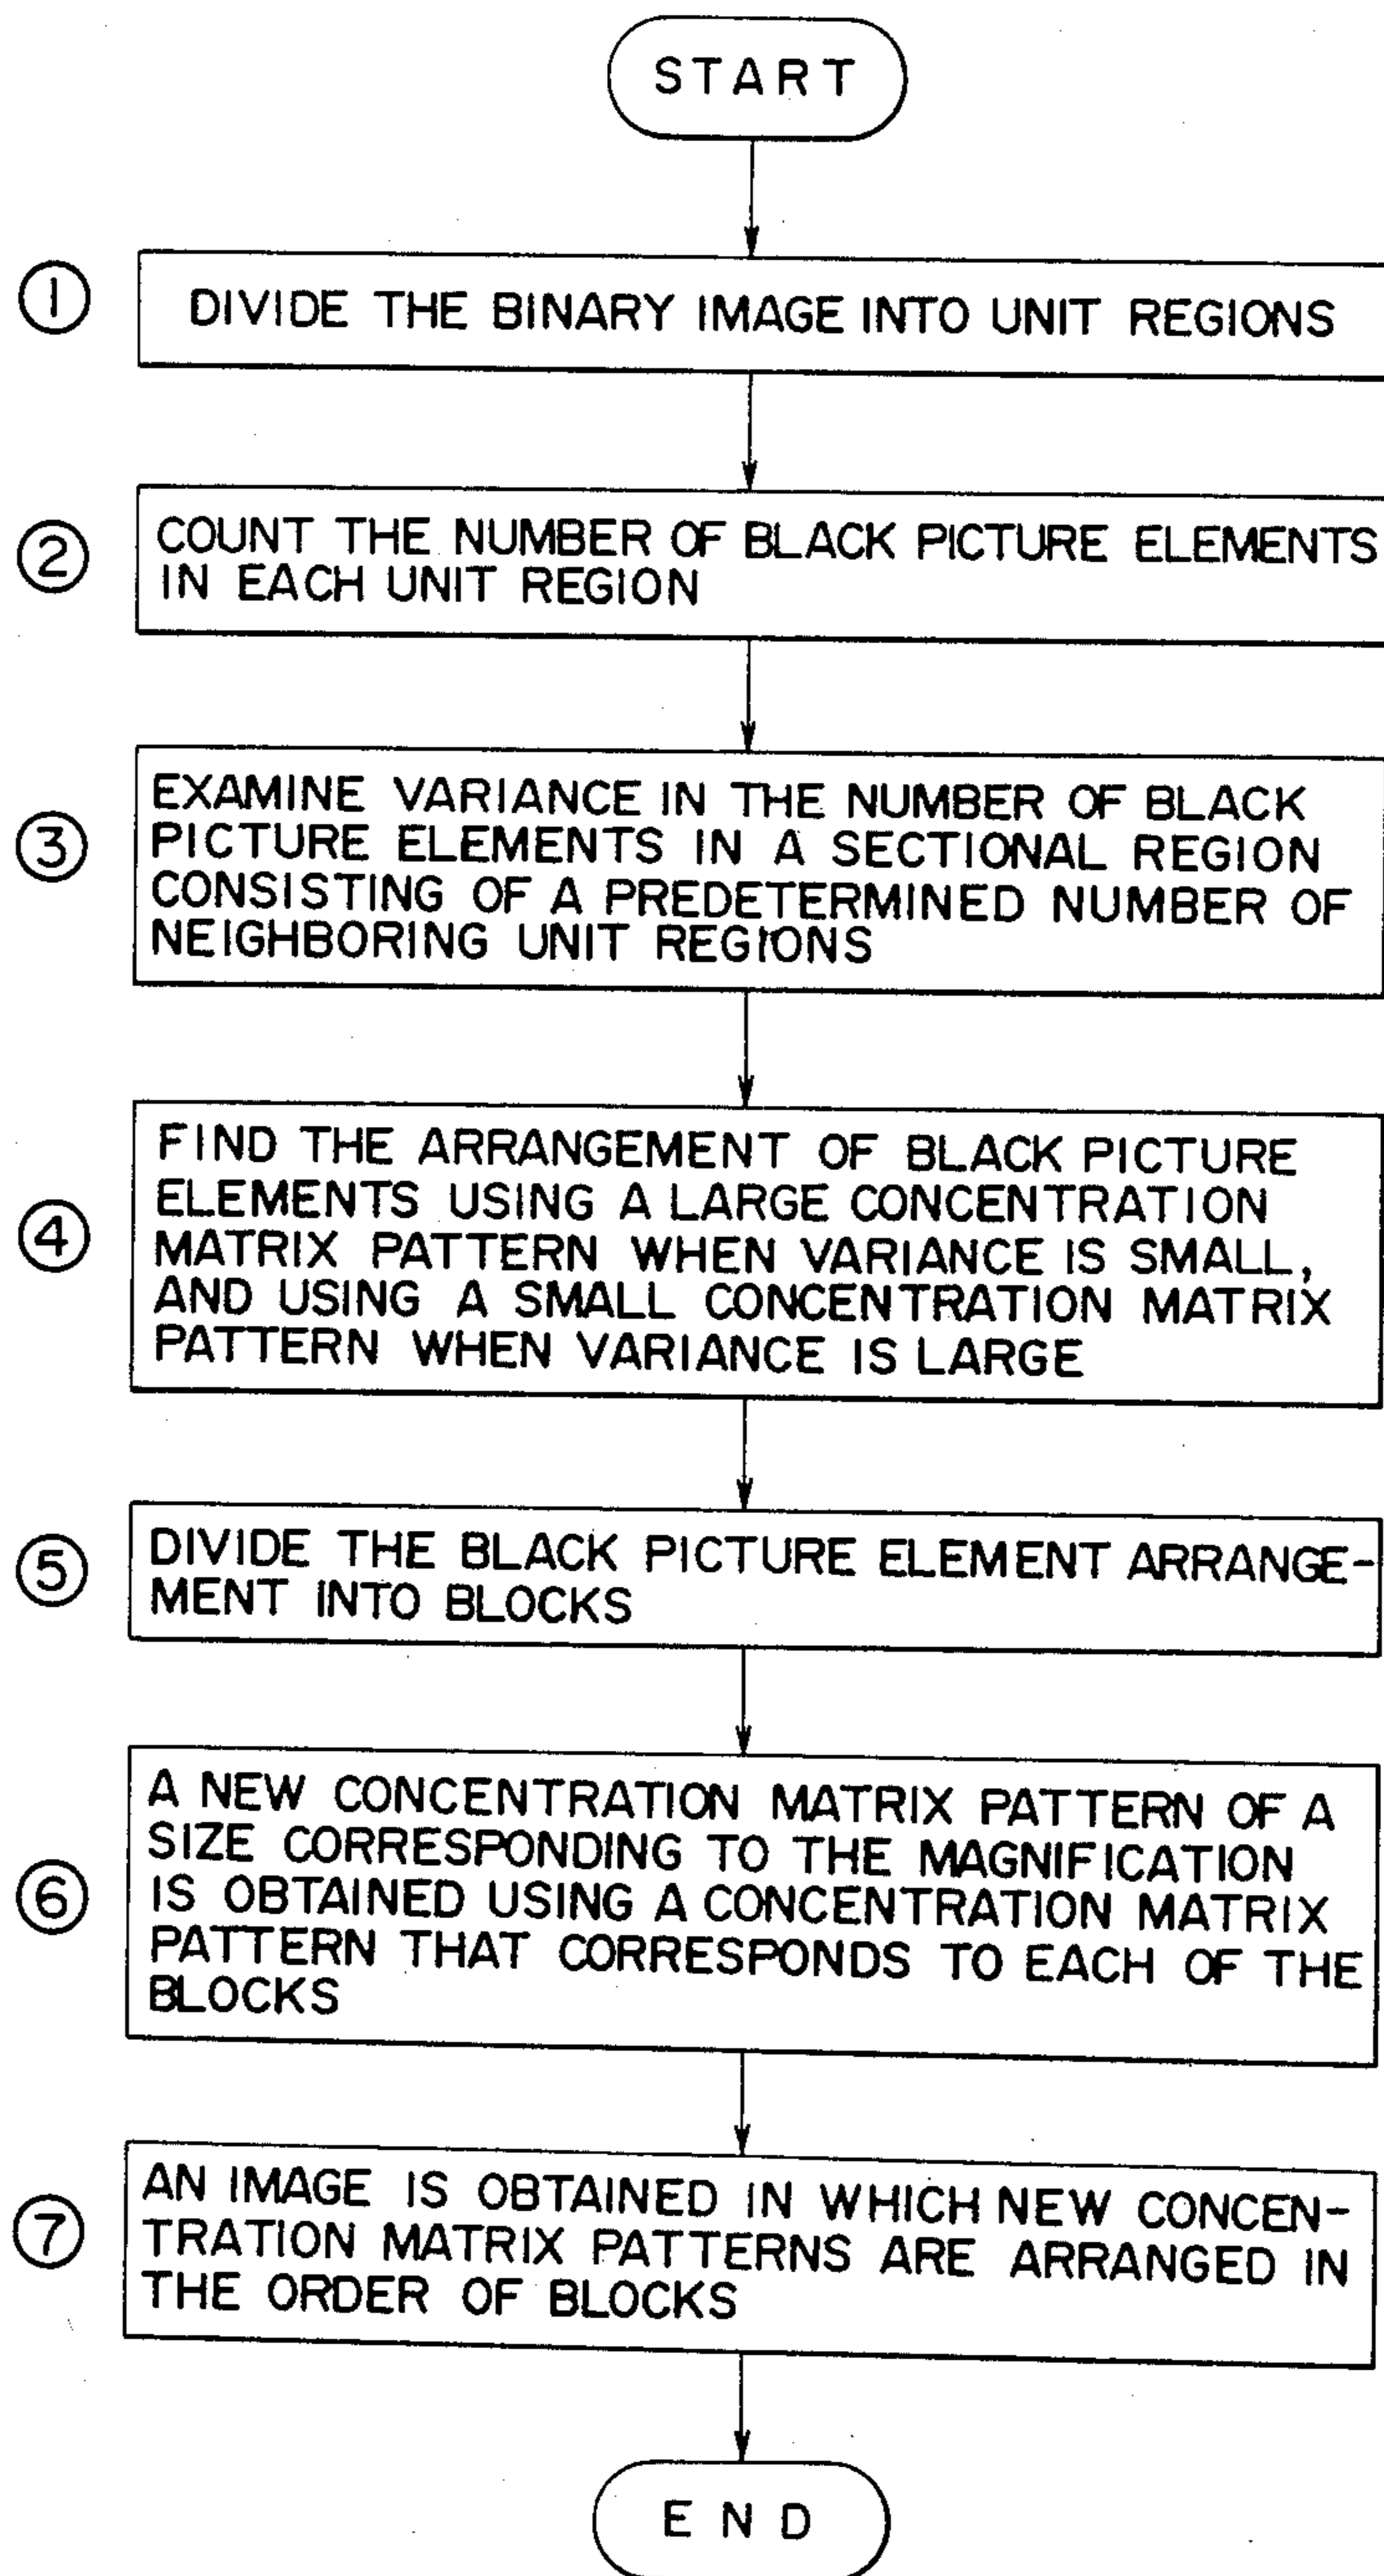 START
① DIVIDE THE BINARY IMAGE INTO UNIT REGIONS
② COUNT THE NUMBER OF BLACK PICTURE ELEMENTS
IN EACH UNIT REGION
③ EXAMINE VARIANCE IN THE NUMBER OF BLACK
PICTURE ELEMENTS IN A SECTIONAL REGION
CONSISTING OF A PREDETERMINED NUMBER OF
NEIGHBORING UNIT REGIONS
④ FIND THE ARRANGEMENT OF BLACK PICTURE
ELEMENTS USING A LARGE CONCENTRATION
MATRIX PATTERN WHEN VARIANCE IS SMALL,
AND USING A SMALL CONCENTRATION MATRIX
PATTERN WHEN VARIANCE IS LARGE
⑤ DIVIDE THE BLACK PICTURE ELEMENT ARRANGE-
MENT INTO BLOCKS
⑥ A NEW CONCENTRATION MATRIX PATTERN OF A
SIZE CORRESPONDING TO THE MAGNIFICATION
IS OBTAINED USING A CONCENTRATION MATRIX
PATTERN THAT CORRESPONDS TO EACH OF THE
BLOCKS
⑦ AN IMAGE IS OBTAINED IN WHICH NEW CONCEN-
TRATION MATRIX PATTERNS ARE ARRANGED IN
THE ORDER OF BLOCKS
END